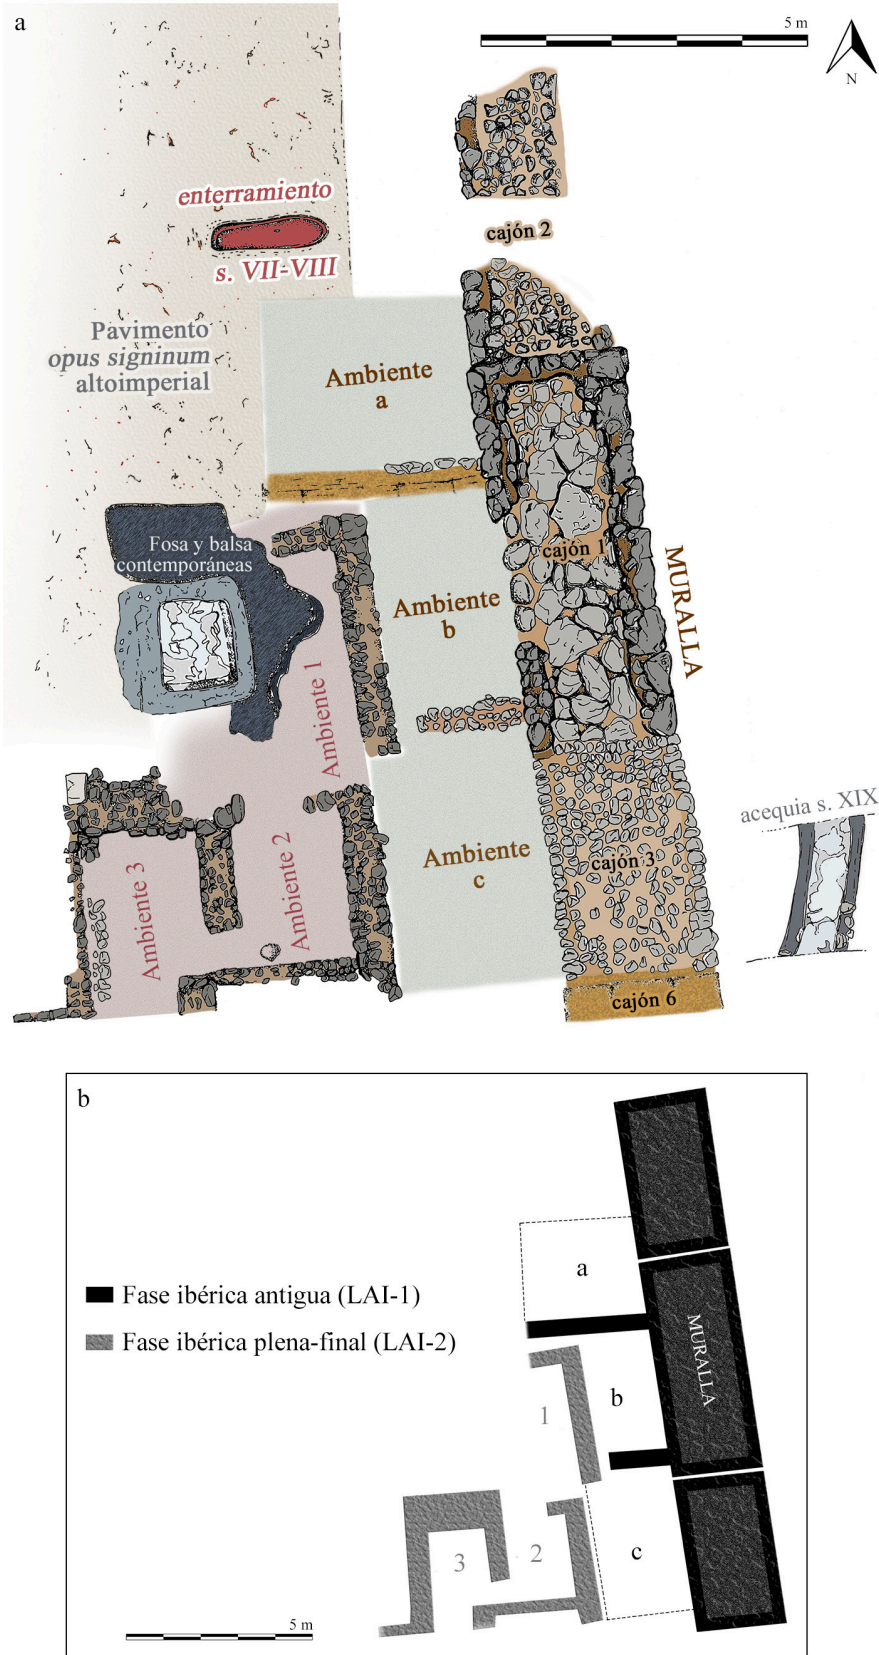 a
5 m
N
enterramiento
s. VII-VIII
cajón 2
Pavimento
opus signinum
altoimperial
Ambiente
a
Fosa y balsa
contemporáneas
cajón 1
MURALLA
Ambiente
b
Ambiente 1
acequia s. XIX
Ambiente
c
cajón 3
Ambiente 2
Ambiente 3
cajón 6
b
a
Fase ibérica antigua (LAI-1)
Fase ibérica plena-final (LAI-2)
MURALLA
b
1
c
2
3
5 m